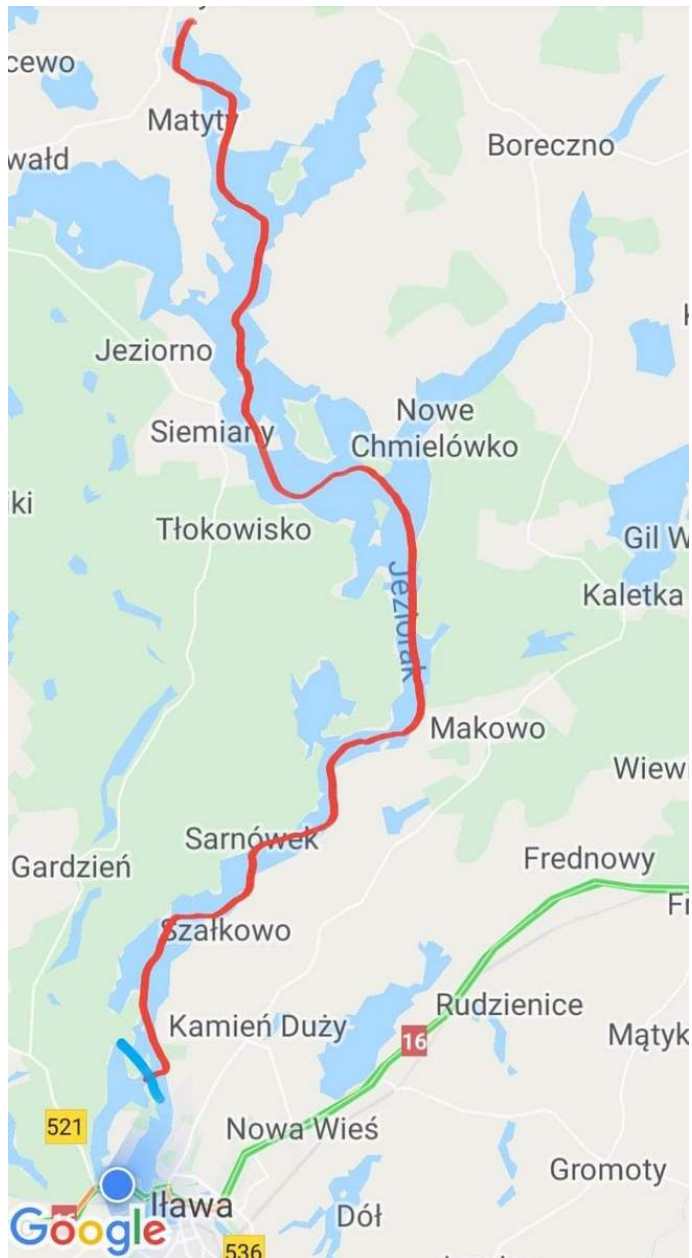 cewo
Matyty
Boreczno
wałd
Jeziorno
Nowe
Chmielówko
Siemiany
ki
Tłokowisko
Gil W
Jeziorak
Kaletka
Makowo
Wiewi
Sarnówek
Gardzień
Frednowy
Fr
Szałkowo
Rudzienice
Kamień Duży
16
Mątyk
521
Nowa Wieś
Gromoty
Iława
Dół
Google
536